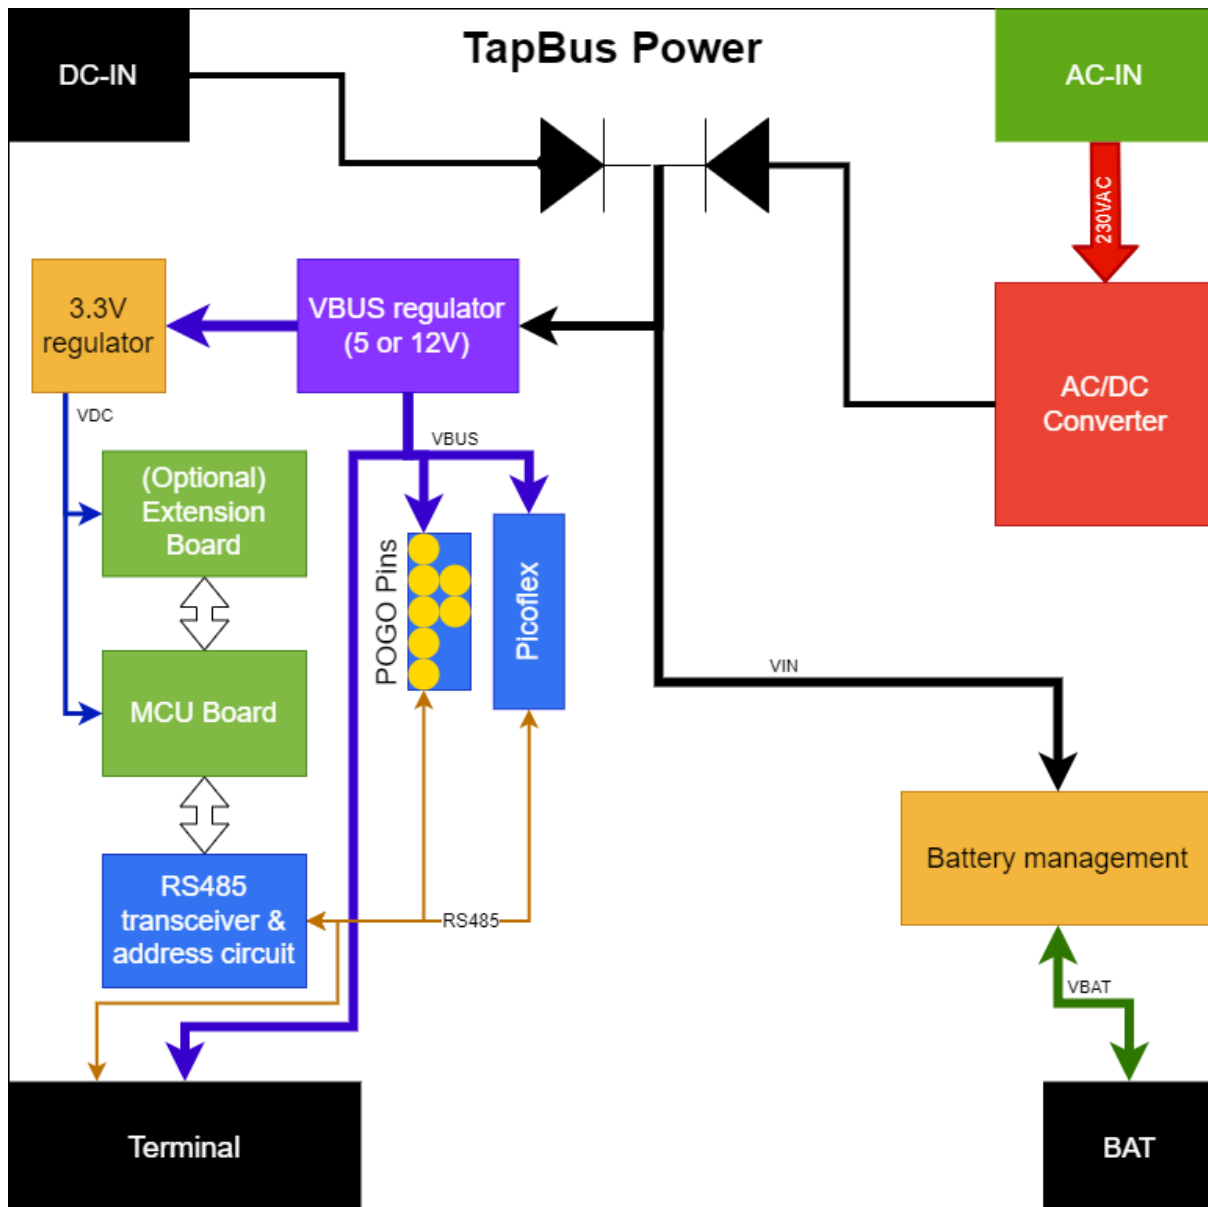 TapBus Power
DC-IN
AC-IN
230VAC
3.3V
regulator
VBUS regulator
(5 or 12V)
AC/DC
Converter
VDC
VBUS
(Optional)
Extension
Board
POGO Pins
Picoflex
MCU Board
VIN
RS485
transceiver &
address circuit
RS485
Battery management
VBAT
Terminal
BAT